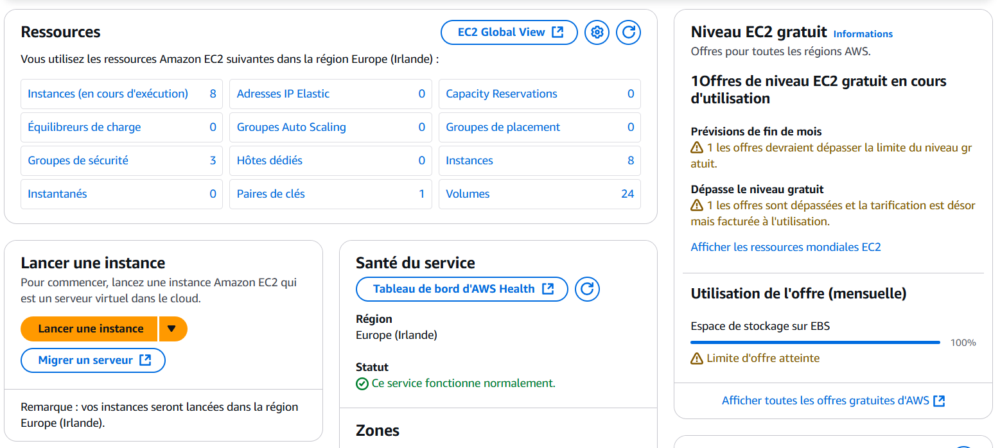 Ressources
EC2 Global View
Vous utilisez les ressources Amazon EC2 suivantes dans la région Europe (Irlande) :
Instances (en cours d'exécution) 8
Adresses IP Elastic 0
Capacity Reservations 0
Équilibreurs de charge 0
Groupes Auto Scaling 0
Groupes de placement 0
Groupes de sécurité 3
Hôtes dédiés 0
Instances 8
Instantanés 0
Paires de clés 1
Volumes 24
Lancer une instance
Pour commencer, lancez une instance Amazon EC2 qui
est un serveur virtuel dans le cloud.
Lancer une instance
Migrer un serveur
Remarque : vos instances seront lancées dans la région
Europe (Irlande).
Santé du service
Tableau de bord d'AWS Health
Région
Europe (Irlande)
Statut
Ce service fonctionne normalement.
Zones
Niveau EC2 gratuit Informations
Offres pour toutes les régions AWS.
1Offres de niveau EC2 gratuit en cours
d'utilisation
Prévisions de fin de mois
1 les offres devraient dépasser la limite du niveau gr
atuit.
Dépasse le niveau gratuit
1 les offres sont dépassées et la tarification est désor
mais facturée à l'utilisation.
Afficher les ressources mondiales EC2
Utilisation de l'offre (mensuelle)
Espace de stockage sur EBS
100%
Limite d'offre atteinte
Afficher toutes les offres gratuites d'AWS